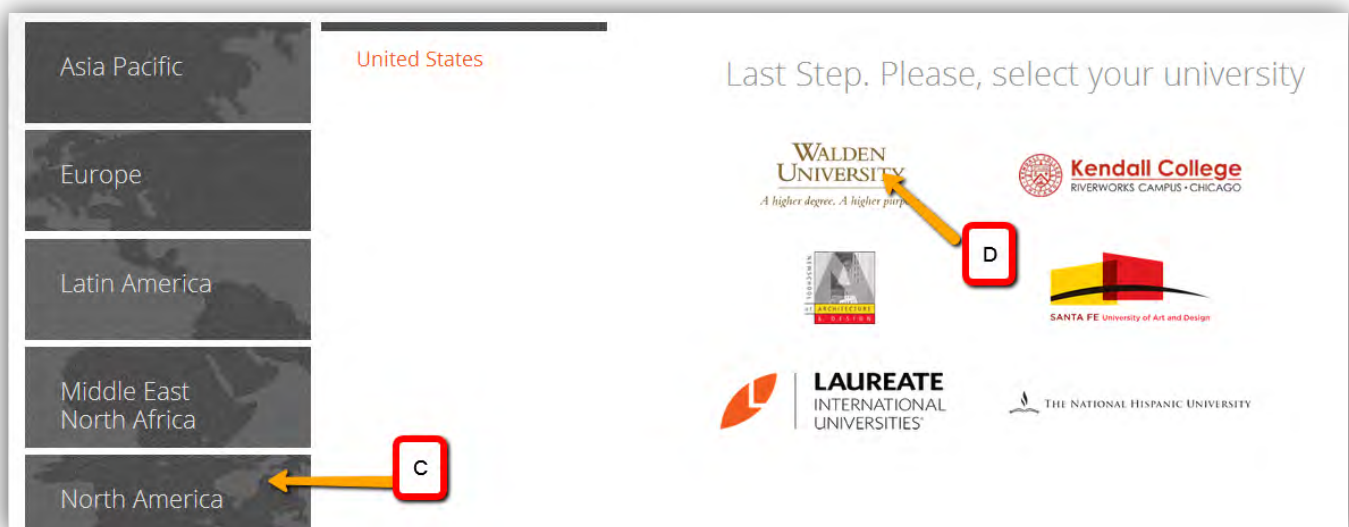 Asia Pacific
Europe
Latin America
Middle East
North Africa
North America
C
United States
Last Step. Please, select your university
WALDEN
UNIVERSITY
A higher degree. A higher
D
Kendall College
RIVERWORKS CAMPUS • CHICAGO
NEWSCHOOL OF
ARCHITECTURE
& DESIGN
SANTA FE University of Art and Design
LAUREATE
INTERNATIONAL
UNIVERSITIES®
THE NATIONAL HISPANIC UNIVERSITY